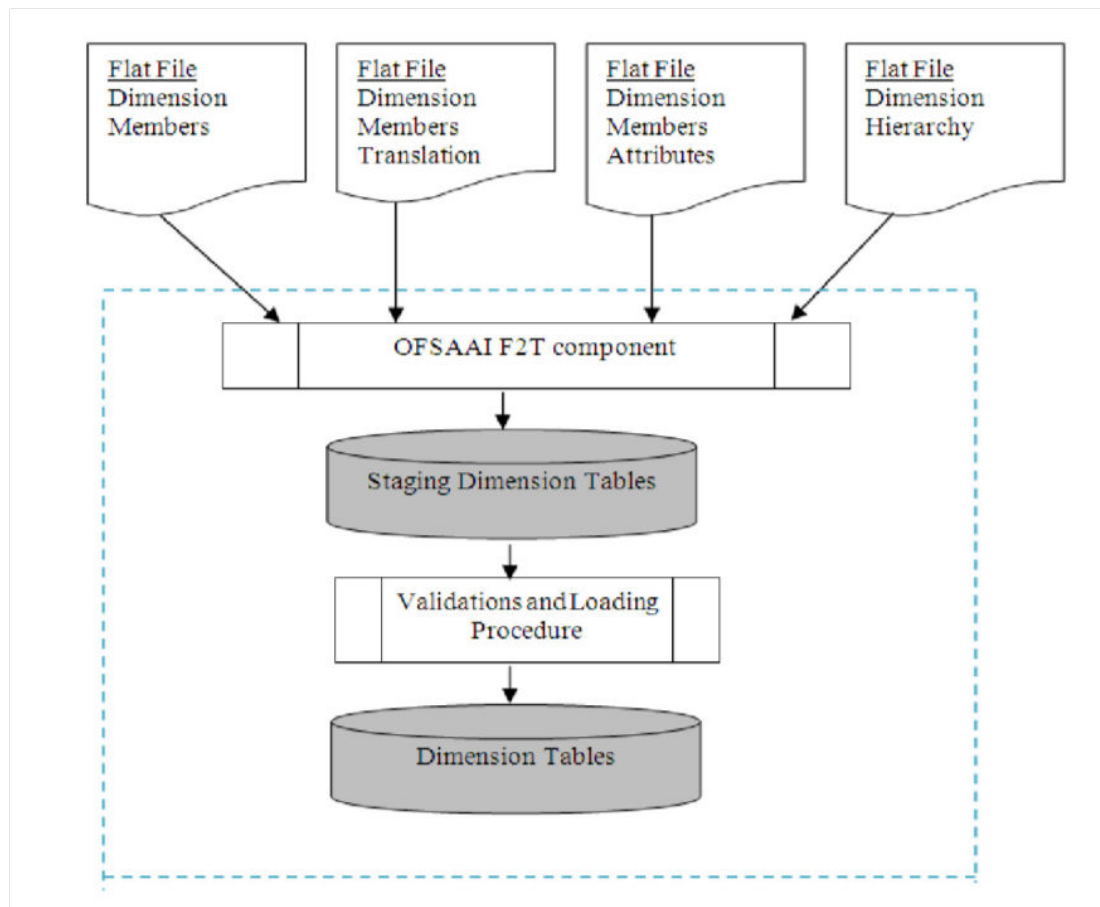 Flat File
Dimension
Members
Flat File
Dimension
Members
Translation
Flat File
Dimension
Members
Attributes
Flat File
Dimension
Hierarchy
OFSAAI F2T component
Staging Dimension Tables
Validations and Loading
Procedure
Dimension Tables